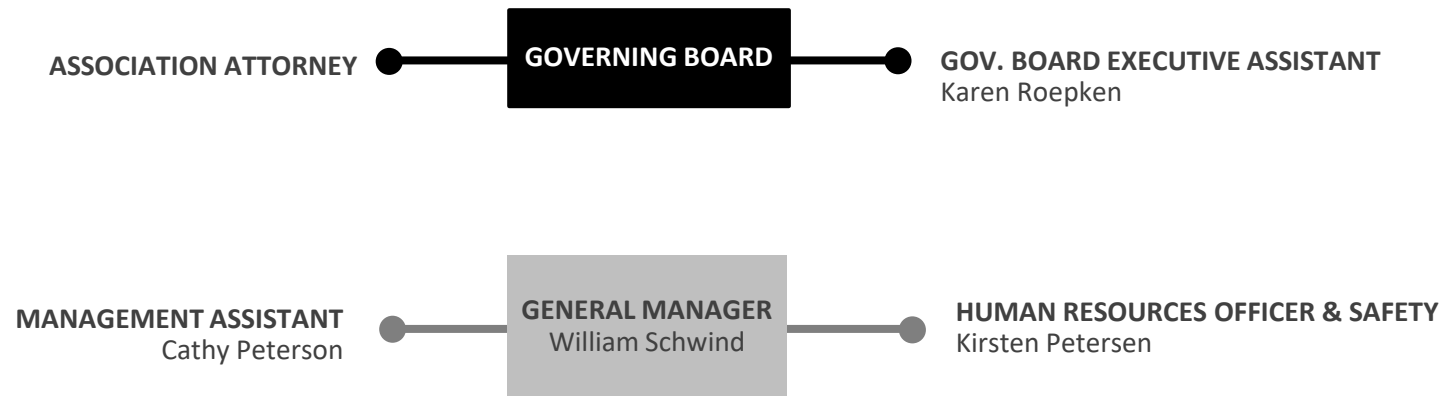 ASSOCIATION ATTORNEY
GOVERNING BOARD
GOV. BOARD EXECUTIVE ASSISTANT
Karen Roepken
MANAGEMENT ASSISTANT
Cathy Peterson
GENERAL MANAGER
William Schwind
HUMAN RESOURCES OFFICER & SAFETY
Kirsten Petersen